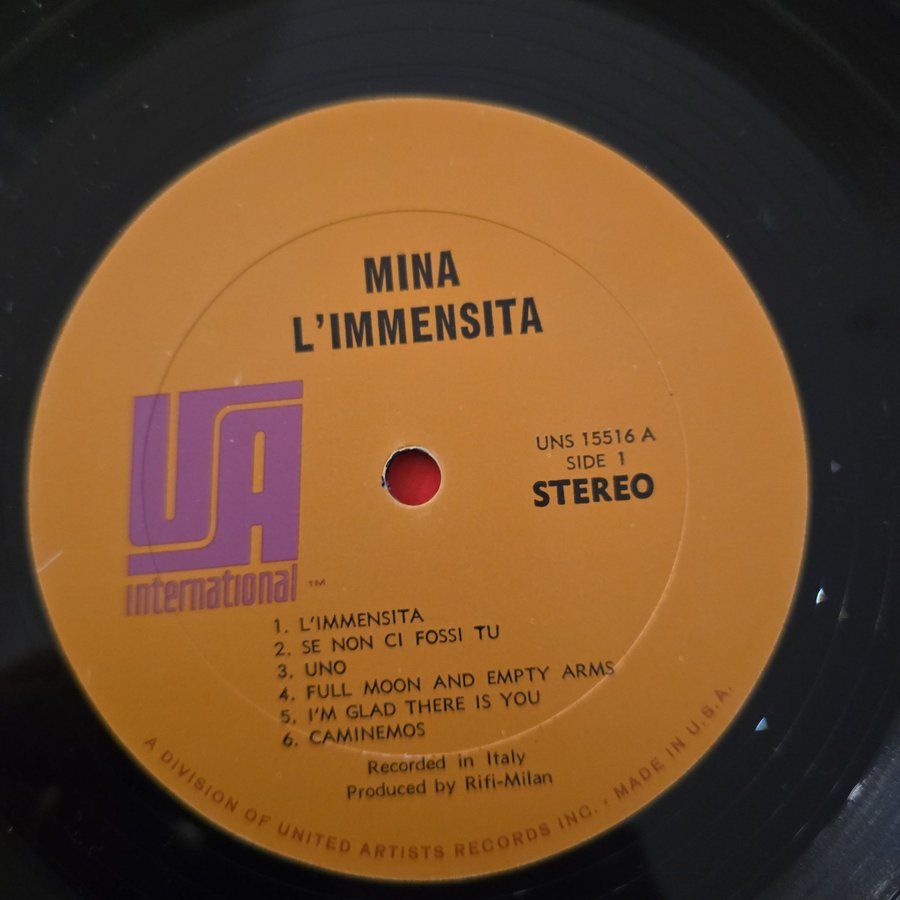 MINA
L'IMMENSITA
UA
international ™
UNS 15516 A
SIDE 1
STEREO
1. L'IMMENSITA
2. SE NON CI FOSSI TU
3. UNO
4. FULL MOON AND EMPTY ARMS
5. I'M GLAD THERE IS YOU
6. CAMINEMOS
Recorded in Italy
Produced by Rifi-Milan
A DIVISION OF UNITED ARTISTS RECORDS INC. • MADE IN U.S.A.